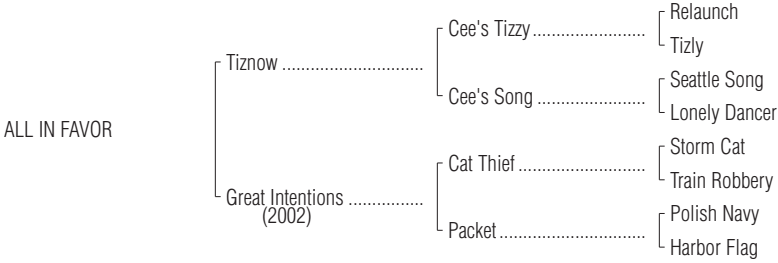 Relaunch
Cee's Tizzy........................
Tizly
Tiznow ..............................
Seattle Song
Cee's Song .......................
Lonely Dancer
ALL IN FAVOR
Storm Cat
Cat Thief ...........................
Train Robbery
Great Intentions ................
(2002)
Polish Navy
Packet................................
Harbor Flag